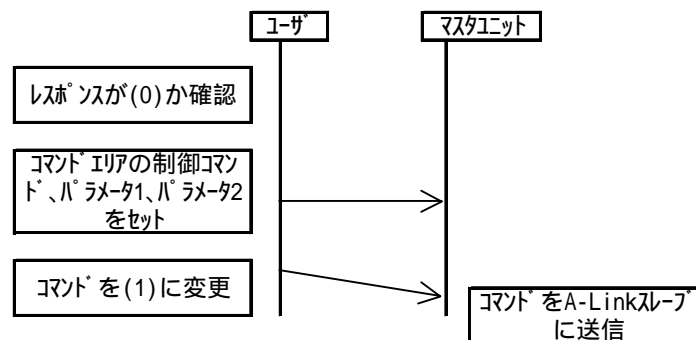 ﾕｰｻﾞ
ﾏｽﾀﾕﾆｯﾄ
ﾚｽﾎﾟﾝｽが(0)か確認
ｺﾏﾝﾄﾞｴﾘｱの制御ｺﾏﾝ
ﾄﾞ､ﾊﾟﾗﾒｰﾀ1､ﾊﾟﾗﾒｰﾀ2
をｾｯﾄ
ｺﾏﾝﾄﾞを(1)に変更
ｺﾏﾝﾄﾞをA-Linkｽﾚｰﾌﾞ
に送信